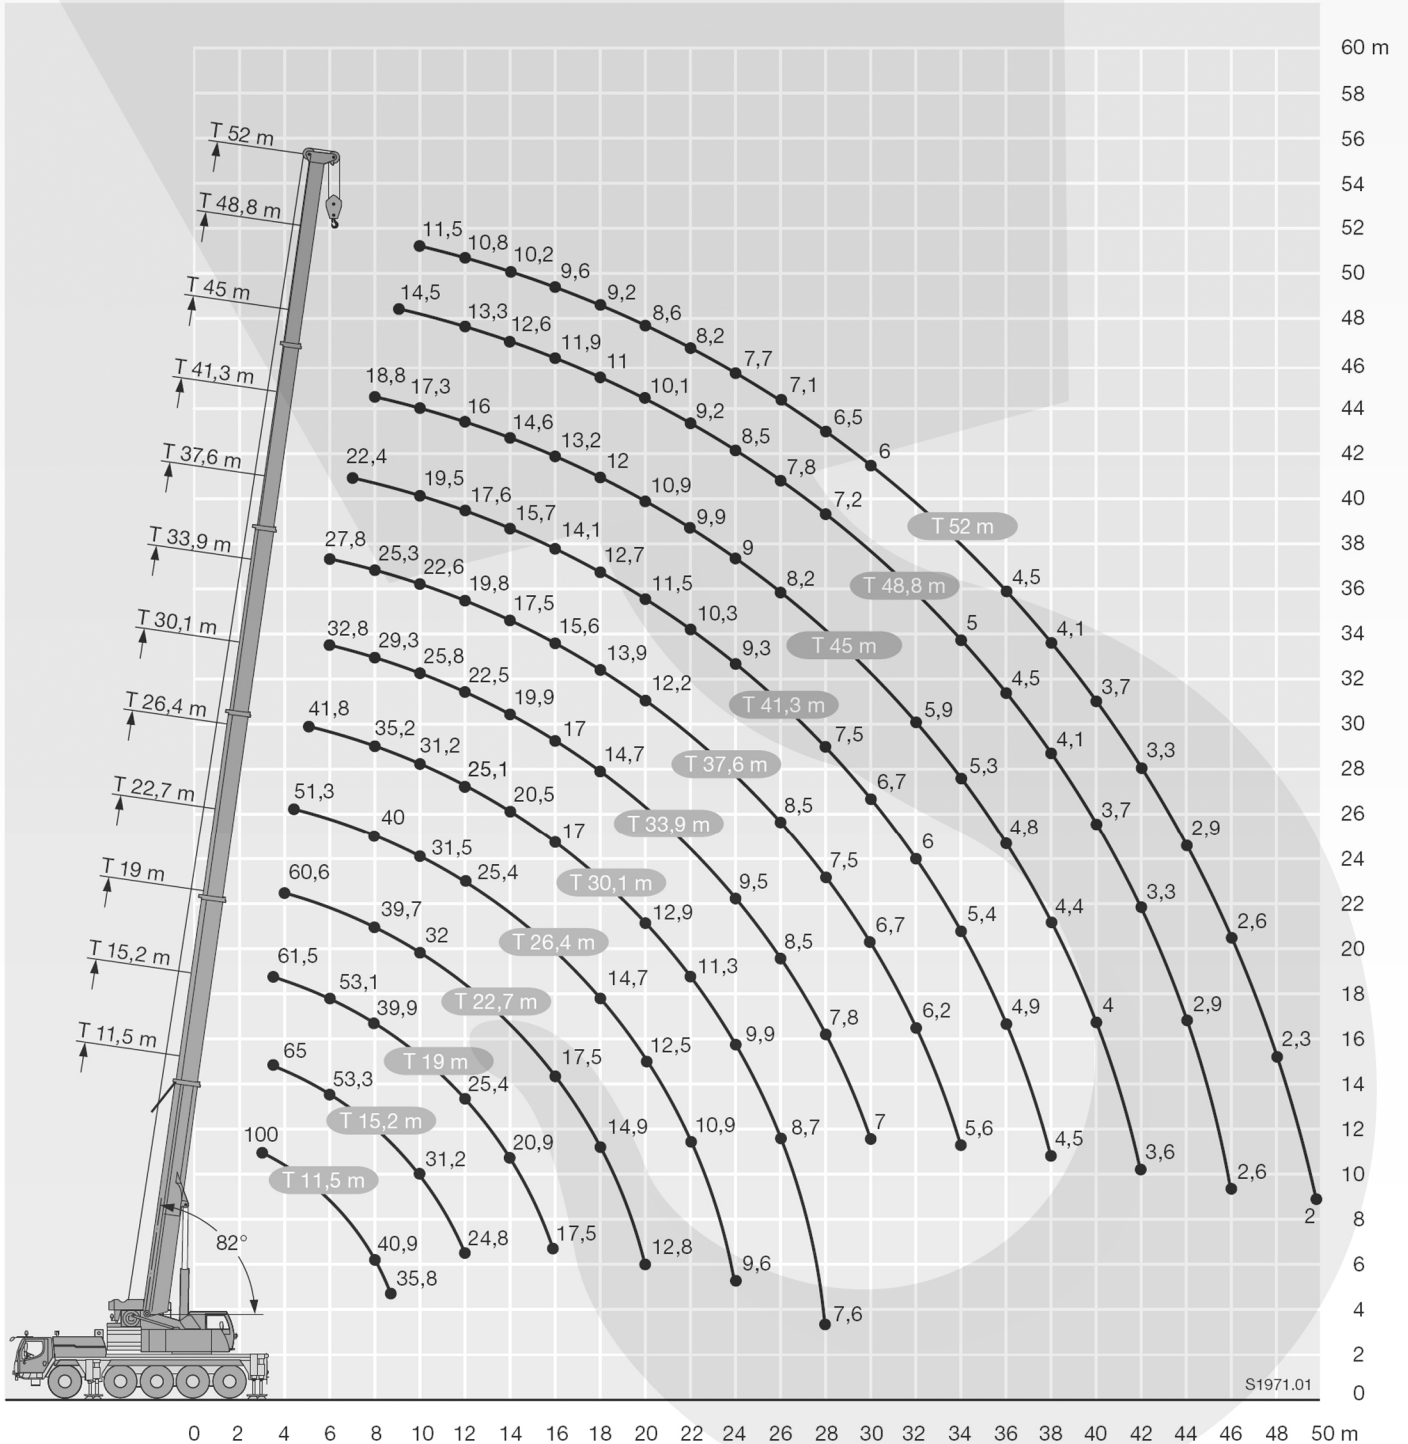 60 m
58
56
T 52 m
54
T 48,8 m
52
11,5 10,8 10,2 9,6 9,2 8,6 8,2 7,7 7,1 6,5 6
50
T 45 m
14,5 13,3 12,6 11,9 11 10,1 9,2 8,5 7,8 7,2
48
46
T 41,3 m
18,8 17,3 16 14,6 13,2 12 10,9 9,9 9 8,2
44
42
T 37,6 m
22,4 19,5 17,6 15,7 14,1 12,7 11,5 10,3 9,3
40
T 52 m
38
T 33,9 m
27,8 25,3 22,6 19,8 17,5 15,6 13,9 12,2
T 48,8 m
36
4,5 4,1 3,7 3,3 2,9 2,6 2,3 2
T 30,1 m
34
32,8 29,3 25,8 22,5 19,9 17 14,7
T 45 m
5 4,5 4,1 3,7 3,3 2,9 2,6
32
T 26,4 m
41,8 35,2 31,2 25,1 20,5 17
T 41,3 m
30
5,9 5,3 4,8 4,4 4 3,6
28
T 37,6 m
7,5 6,7 6 5,4 4,9 4,5
T 22,7 m
51,3 40 31,5 25,4
26
T 33,9 m
8,5 7,5 6,7 6,2 5,6
24
T 19 m
60,6 39,7 32
T 30,1 m
9,5 8,5 7,8 7
22
T 26,4 m
12,9 11,3 9,9 8,7 7,6
20
T 15,2 m
61,5 53,1 39,9
14,7 12,5 10,9 9,6
18
T 22,7 m
17,5 14,9 12,8
16
T 11,5 m
65 53,3
T 19 m
25,4 20,9 17,5
14
T 15,2 m
31,2 24,8
12
100
T 11,5 m
40,9 35,8
10
8
82°
6
4
2
S1971.01
0
0 2 4 6 8 10 12 14 16 18 20 22 24 26 28 30 32 34 36 38 40 42 44 46 48 50 m